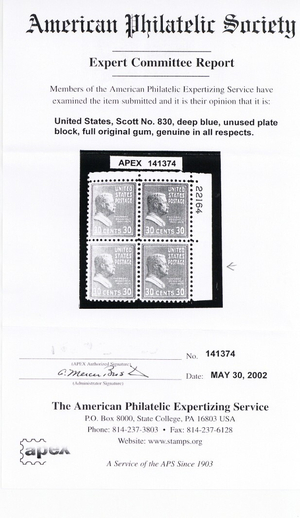 American Philatelic Society
Expert Committee Report
Members of the American Philatelic Expertizing Service have
examined the item submitted and it is their opinion that it is:
United States, Scott No. 830, deep blue, unused plate
block, full original gum, genuine in all respects.
APEX 141374
UNITED STATES POSTAGE UNITED STATES POSTAGE
30 CENTS 30 30 CENTS 30
22164
UNITED STATES POSTAGE UNITED STATES POSTAGE
30 CENTS 30 30 CENTS 30
(APEX Authorized Signature)
No. 141374
(Administrator Signature)
Date: MAY 30, 2002
The American Philatelic Expertizing Service
P.O. Box 8000, State College, PA 16803 USA
Phone: 814-237-3803 • Fax: 814-237-6128
Website: www.stamps.org
apex
A Service of the APS Since 1903